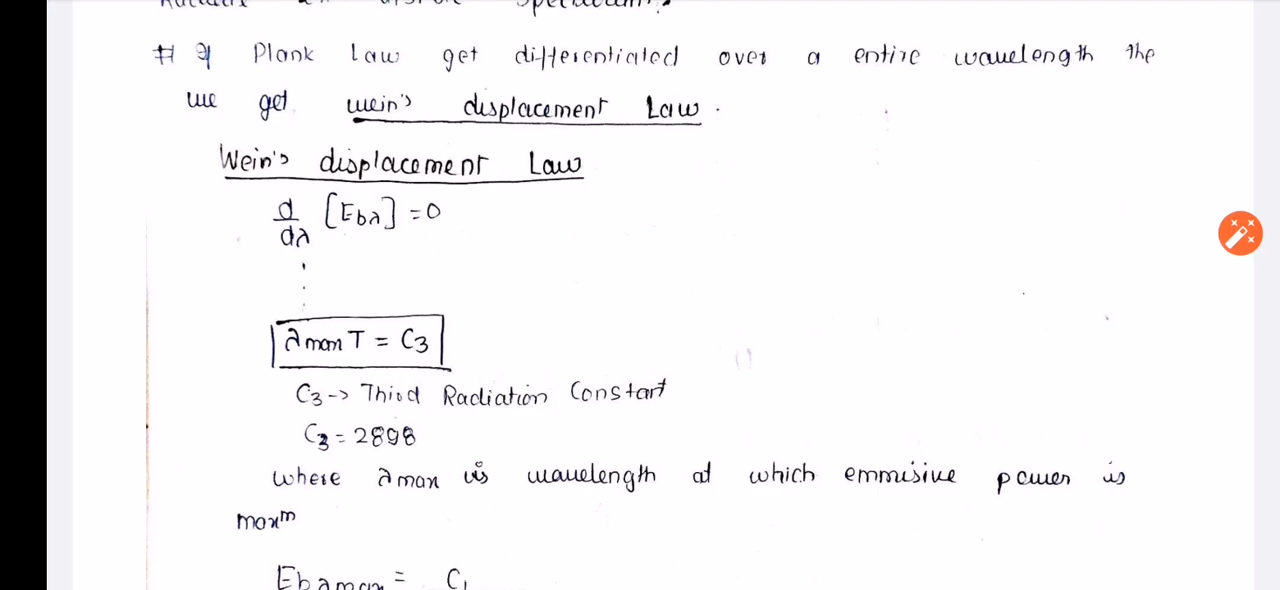 # If Plank Law get differentiated over a entire wavelength the
we get wein's displacement Law.
Wein's displacement Law
d/dλ [Ebλ] = 0
λmax T = C3
C3 -> Third Radiation Constant
C3 = 2898
where λmax is wavelength at which emmisive power is
maxm
Ebλmax = C1